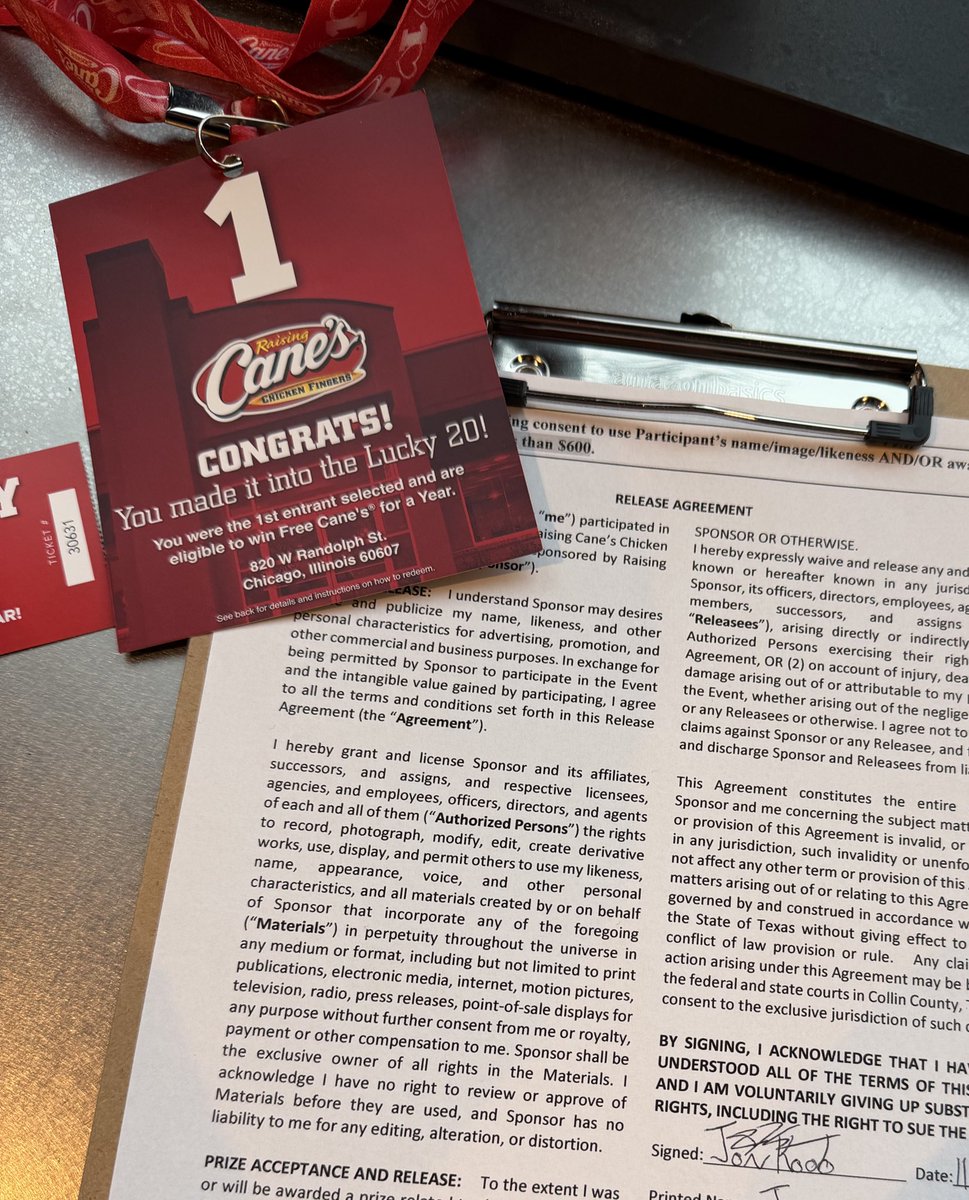 1
Raising
Cane's
CHICKEN FINGERS
CONGRATS!
You made it into the Lucky 20!
You were the 1st entrant selected and are
eligible to win Free Cane's® for a Year.
820 W Randolph St.
Chicago, Illinois 60607
See back for details and instructions on how to redeem.
Y
TICKET #
30631
AR!
amazon basics
ng consent to use Participant's name/image/likeness AND/OR awa
than $600.
RELEASE AGREEMENT
"me") participated in
aising Cane's Chicken
ponsored by Raising
nsor").
EASE: I understand Sponsor may desires
and publicize my name, likeness, and other
personal characteristics for advertising, promotion, and
other commercial and business purposes. In exchange for
being permitted by Sponsor to participate in the Event
and the intangible value gained by participating, I agree
to all the terms and conditions set forth in this Release
Agreement (the "Agreement").
I hereby grant and license Sponsor and its affiliates,
successors, and assigns, and respective licensees,
agencies, and employees, officers, directors, and agents
of each and all of them ("Authorized Persons") the rights
to record, photograph, modify, edit, create derivative
works, use, display, and permit others to use my likeness,
name, appearance, voice, and other personal
characteristics, and all materials created by or on behalf
of Sponsor that incorporate any of the foregoing
("Materials") in perpetuity throughout the universe in
any medium or format, including but not limited to print
publications, electronic media, internet, motion pictures,
television, radio, press releases, point-of-sale displays for
any purpose without further consent from me or royalty,
payment or other compensation to me. Sponsor shall be
the exclusive owner of all rights in the Materials. I
acknowledge I have no right to review or approve of
Materials before they are used, and Sponsor has no
liability to me for any editing, alteration, or distortion.
PRIZE ACCEPTANCE AND RELEASE: To the extent I was
or will be awarded a prize
SPONSOR OR OTHERWISE.
I hereby expressly waive and release any and
known or hereafter known in any jurisd
Sponsor, its officers, directors, employees, ag
members, successors, and assigns
"Releasees"), arising directly or indirectly
Authorized Persons exercising their righ
Agreement, OR (2) on account of injury, dea
damage arising out of or attributable to my
the Event, whether arising out of the neglige
or any Releasees or otherwise. I agree not to
claims against Sponsor or any Releasee, and
and discharge Sponsor and Releasees from li
This Agreement constitutes the entire
Sponsor and me concerning the subject matt
or provision of this Agreement is invalid, or
in any jurisdiction, such invalidity or unenfo
not affect any other term or provision of this
matters arising out of or relating to this Agre
governed by and construed in accordance w
the State of Texas without giving effect to
conflict of law provision or rule. Any clai
action arising under this Agreement may be b
the federal and state courts in Collin County, T
consent to the exclusive jurisdiction of such c
BY SIGNING, I ACKNOWLEDGE THAT I HA
UNDERSTOOD ALL OF THE TERMS OF THIS
AND I AM VOLUNTARILY GIVING UP SUBST
RIGHTS, INCLUDING THE RIGHT TO SUE THE
Signed:
Date:
Printed